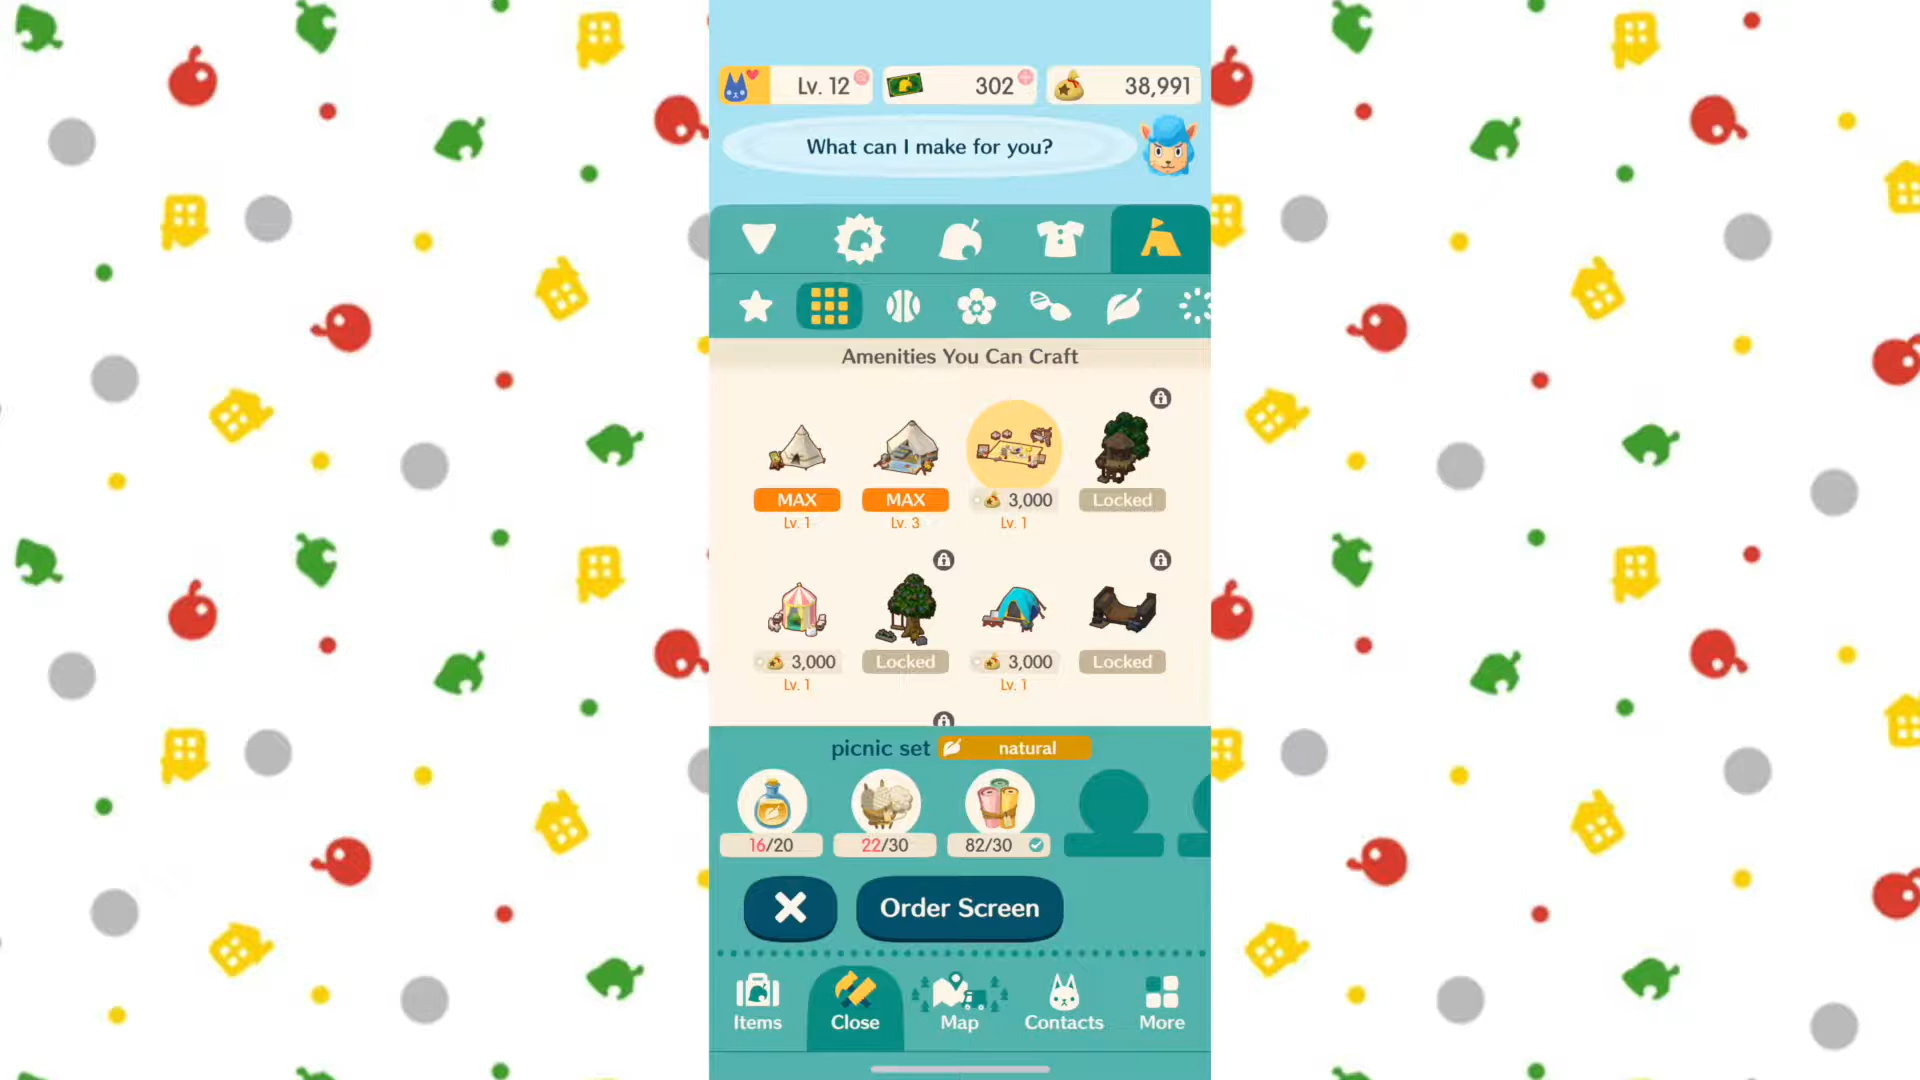 Lv. 12
302
38,991
What can I make for you?
Amenities You Can Craft
MAX
MAX
3,000
Locked
Lv. 1
Lv. 3
Lv. 1
3,000
Locked
3,000
Locked
Lv. 1
Lv. 1
picnic set
natural
16/20
22/30
82/30
Order Screen
Items
Close
Map
Contacts
More